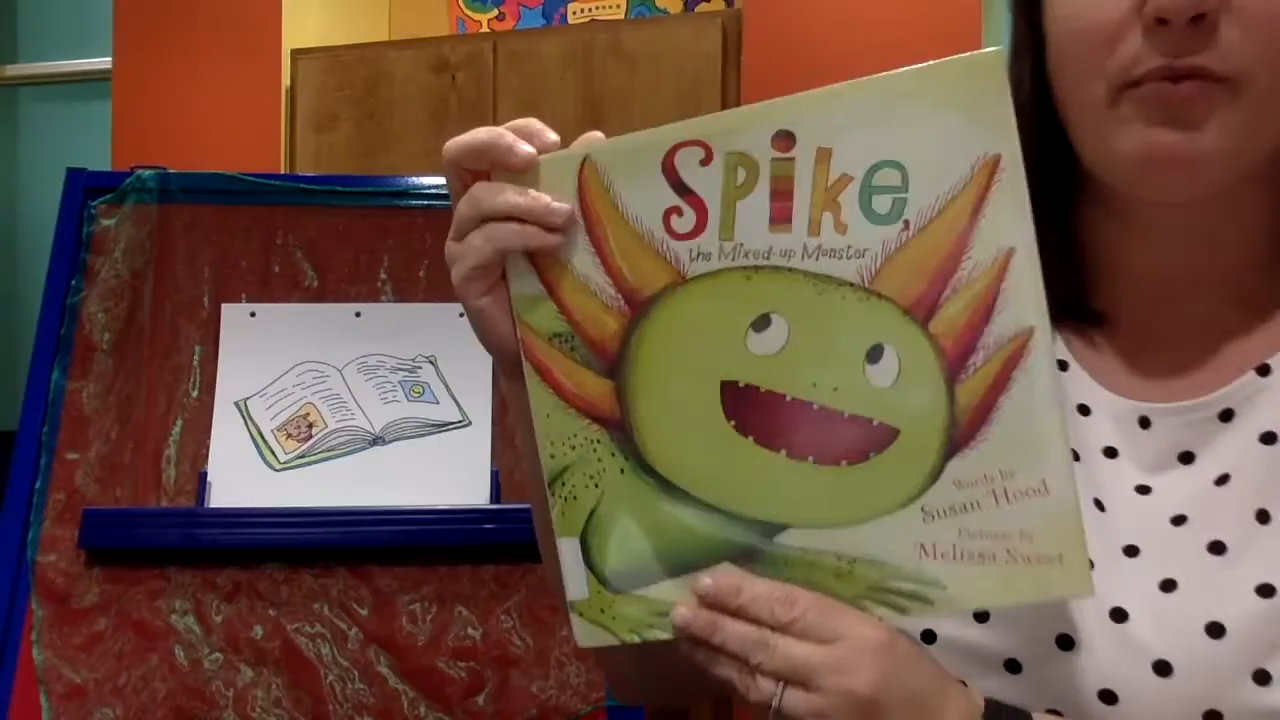 Spike,
the Mixed-up Monster
Words by
Susan Hood
Pictures by
Melissa Sweet